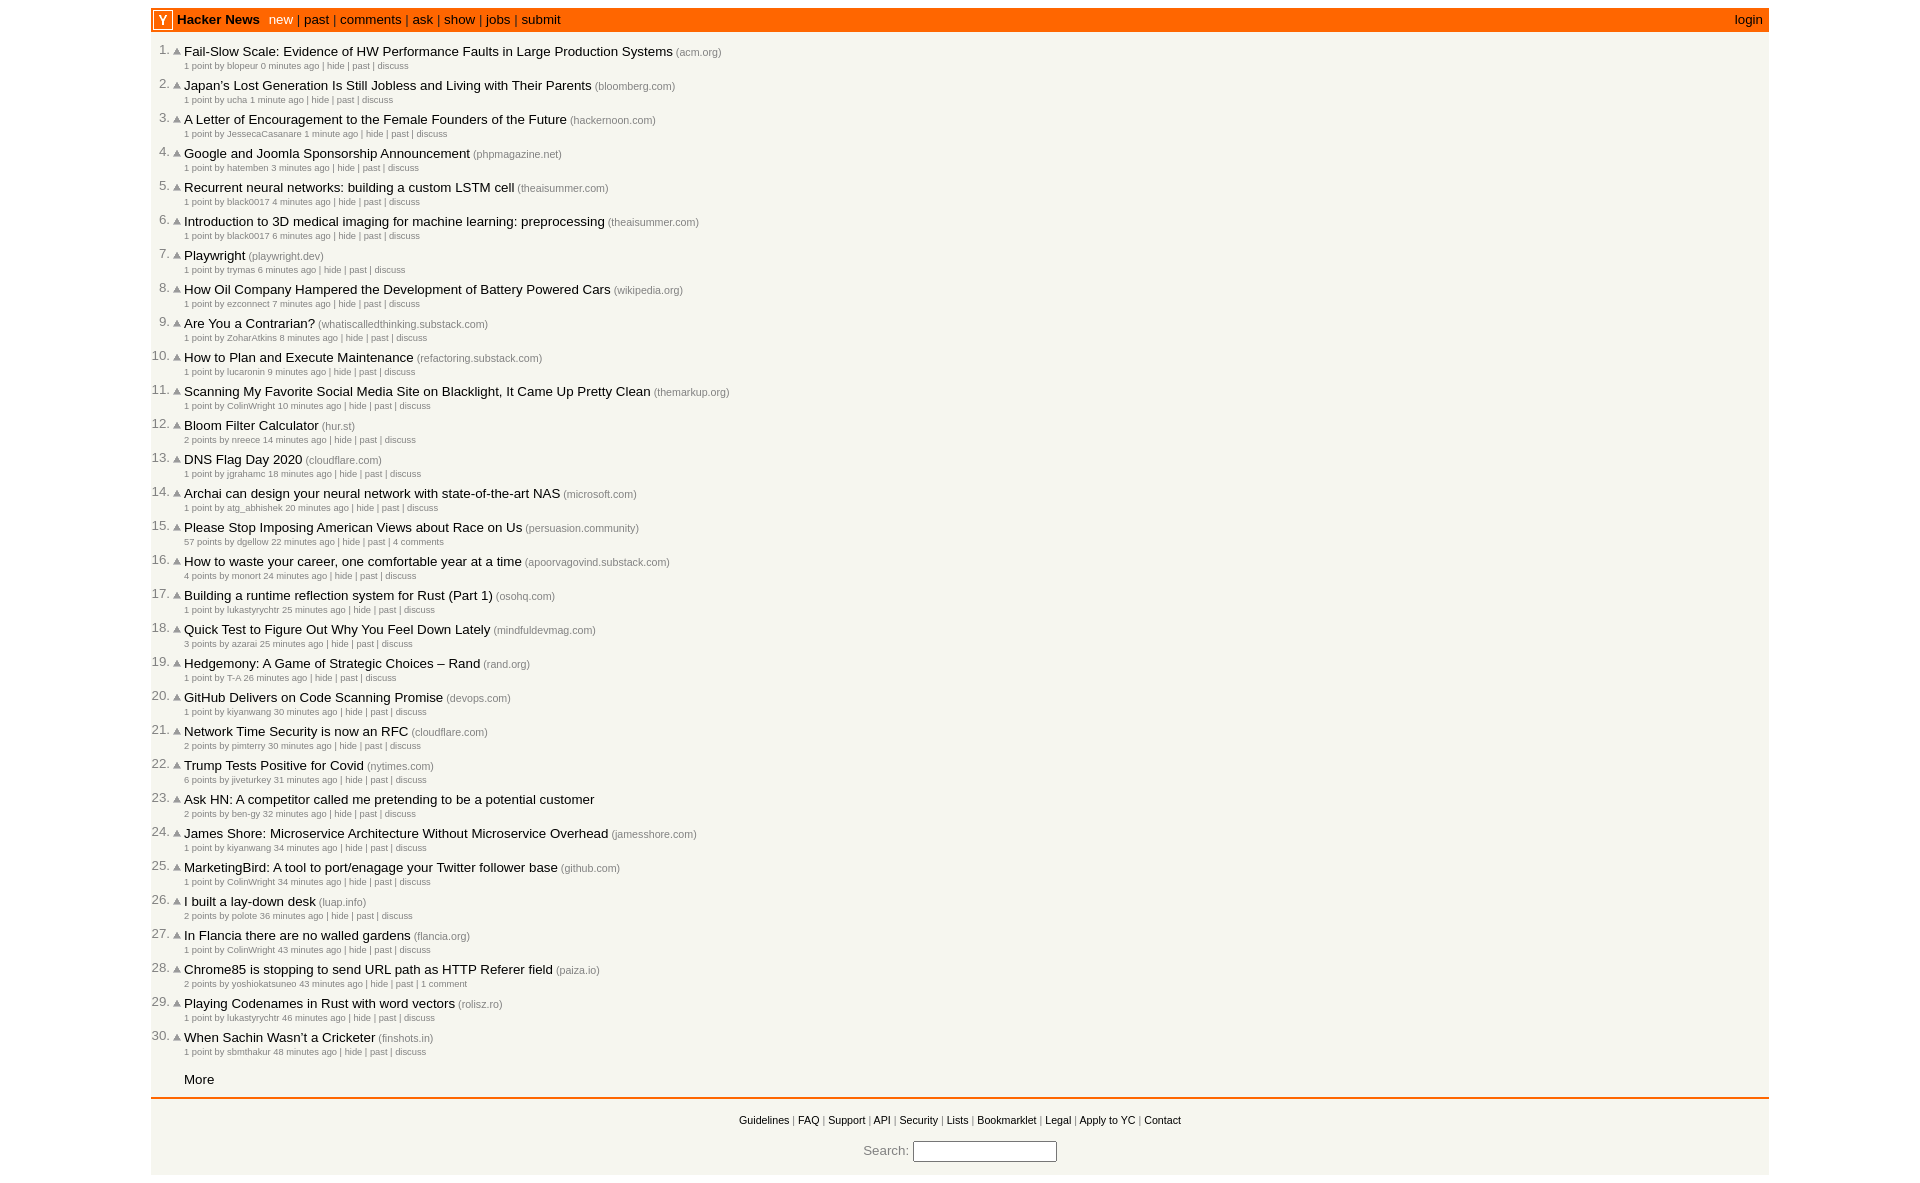 Y Hacker News new | past | comments | ask | show | jobs | submit login
1. Fail-Slow Scale: Evidence of HW Performance Faults in Large Production Systems (acm.org)
1 point by blopeur 0 minutes ago | hide | past | discuss
2. Japan’s Lost Generation Is Still Jobless and Living with Their Parents (bloomberg.com)
1 point by ucha 1 minute ago | hide | past | discuss
3. A Letter of Encouragement to the Female Founders of the Future (hackernoon.com)
1 point by JessecaCasanare 1 minute ago | hide | past | discuss
4. Google and Joomla Sponsorship Announcement (phpmagazine.net)
1 point by hatemben 3 minutes ago | hide | past | discuss
5. Recurrent neural networks: building a custom LSTM cell (theaisummer.com)
1 point by black0017 4 minutes ago | hide | past | discuss
6. Introduction to 3D medical imaging for machine learning: preprocessing (theaisummer.com)
1 point by black0017 6 minutes ago | hide | past | discuss
7. Playwright (playwright.dev)
1 point by trymas 6 minutes ago | hide | past | discuss
8. How Oil Company Hampered the Development of Battery Powered Cars (wikipedia.org)
1 point by ezconnect 7 minutes ago | hide | past | discuss
9. Are You a Contrarian? (whatiscalledthinking.substack.com)
1 point by ZoharAtkins 8 minutes ago | hide | past | discuss
10. How to Plan and Execute Maintenance (refactoring.substack.com)
1 point by lucaronin 9 minutes ago | hide | past | discuss
11. Scanning My Favorite Social Media Site on Blacklight, It Came Up Pretty Clean (themarkup.org)
1 point by ColinWright 10 minutes ago | hide | past | discuss
12. Bloom Filter Calculator (hur.st)
2 points by nreece 14 minutes ago | hide | past | discuss
13. DNS Flag Day 2020 (cloudflare.com)
1 point by jgrahamc 18 minutes ago | hide | past | discuss
14. Archai can design your neural network with state-of-the-art NAS (microsoft.com)
1 point by atg_abhishek 20 minutes ago | hide | past | discuss
15. Please Stop Imposing American Views about Race on Us (persuasion.community)
57 points by dgellow 22 minutes ago | hide | past | 4 comments
16. How to waste your career, one comfortable year at a time (apoorvagovind.substack.com)
4 points by monort 24 minutes ago | hide | past | discuss
17. Building a runtime reflection system for Rust (Part 1) (osohq.com)
1 point by lukastyrychtr 25 minutes ago | hide | past | discuss
18. Quick Test to Figure Out Why You Feel Down Lately (mindfuldevmag.com)
3 points by azarai 25 minutes ago | hide | past | discuss
19. Hedgemony: A Game of Strategic Choices – Rand (rand.org)
1 point by T-A 26 minutes ago | hide | past | discuss
20. GitHub Delivers on Code Scanning Promise (devops.com)
1 point by kiyanwang 30 minutes ago | hide | past | discuss
21. Network Time Security is now an RFC (cloudflare.com)
2 points by pimterry 30 minutes ago | hide | past | discuss
22. Trump Tests Positive for Covid (nytimes.com)
6 points by jiveturkey 31 minutes ago | hide | past | discuss
23. Ask HN: A competitor called me pretending to be a potential customer
2 points by ben-gy 32 minutes ago | hide | past | discuss
24. James Shore: Microservice Architecture Without Microservice Overhead (jamesshore.com)
1 point by kiyanwang 34 minutes ago | hide | past | discuss
25. MarketingBird: A tool to port/enagage your Twitter follower base (github.com)
1 point by ColinWright 34 minutes ago | hide | past | discuss
26. I built a lay-down desk (luap.info)
2 points by polote 36 minutes ago | hide | past | discuss
27. In Flancia there are no walled gardens (flancia.org)
1 point by ColinWright 43 minutes ago | hide | past | discuss
28. Chrome85 is stopping to send URL path as HTTP Referer field (paiza.io)
2 points by yoshiokatsuneo 43 minutes ago | hide | past | 1 comment
29. Playing Codenames in Rust with word vectors (rolisz.ro)
1 point by lukastyrychtr 46 minutes ago | hide | past | discuss
30. When Sachin Wasn’t a Cricketer (finshots.in)
1 point by sbmthakur 48 minutes ago | hide | past | discuss
More
Guidelines | FAQ | Support | API | Security | Lists | Bookmarklet | Legal | Apply to YC | Contact
Search: